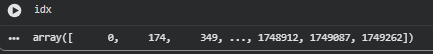 idx
array([      0,     174,     349, ..., 1748912, 1749087, 1749262])